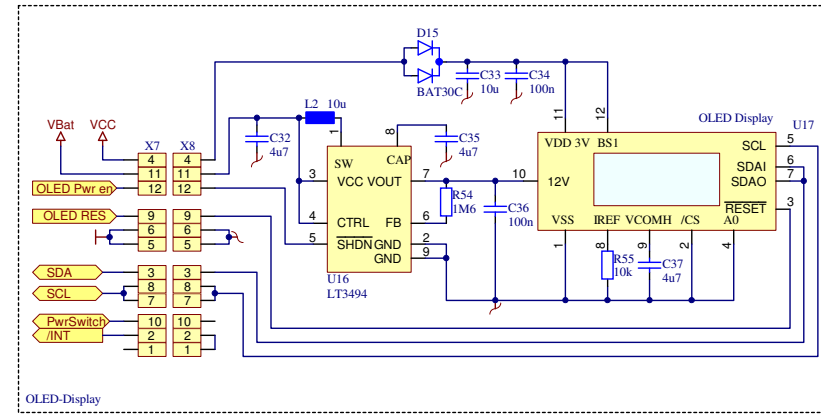 D15
BAT30C
C33
10u
C34
100n
11
12
OLED Display
U17
VDD 3V BS1
SCL
5
SDAI
6
SDAO
7
RESET
3
12V
10
VSS IREF VCOMH /CS A0
1
8
9
2
4
L2 10u
1
8
C32
4u7
C35
4u7
SW
CAP
3
VCC VOUT
7
4
CTRL
FB
6
5
SHDN GND
2
GND
9
U16
LT3494
R54
1M6
C36
100n
R55
10k
C37
4u7
VBat
VCC
X7
X8
4
4
11
11
OLED Pwr en
12
12
OLED RES
9
9
6
6
5
5
SDA
3
3
SCL
8
8
7
7
PwrSwitch
10
10
/INT
2
2
1
1
OLED-Display